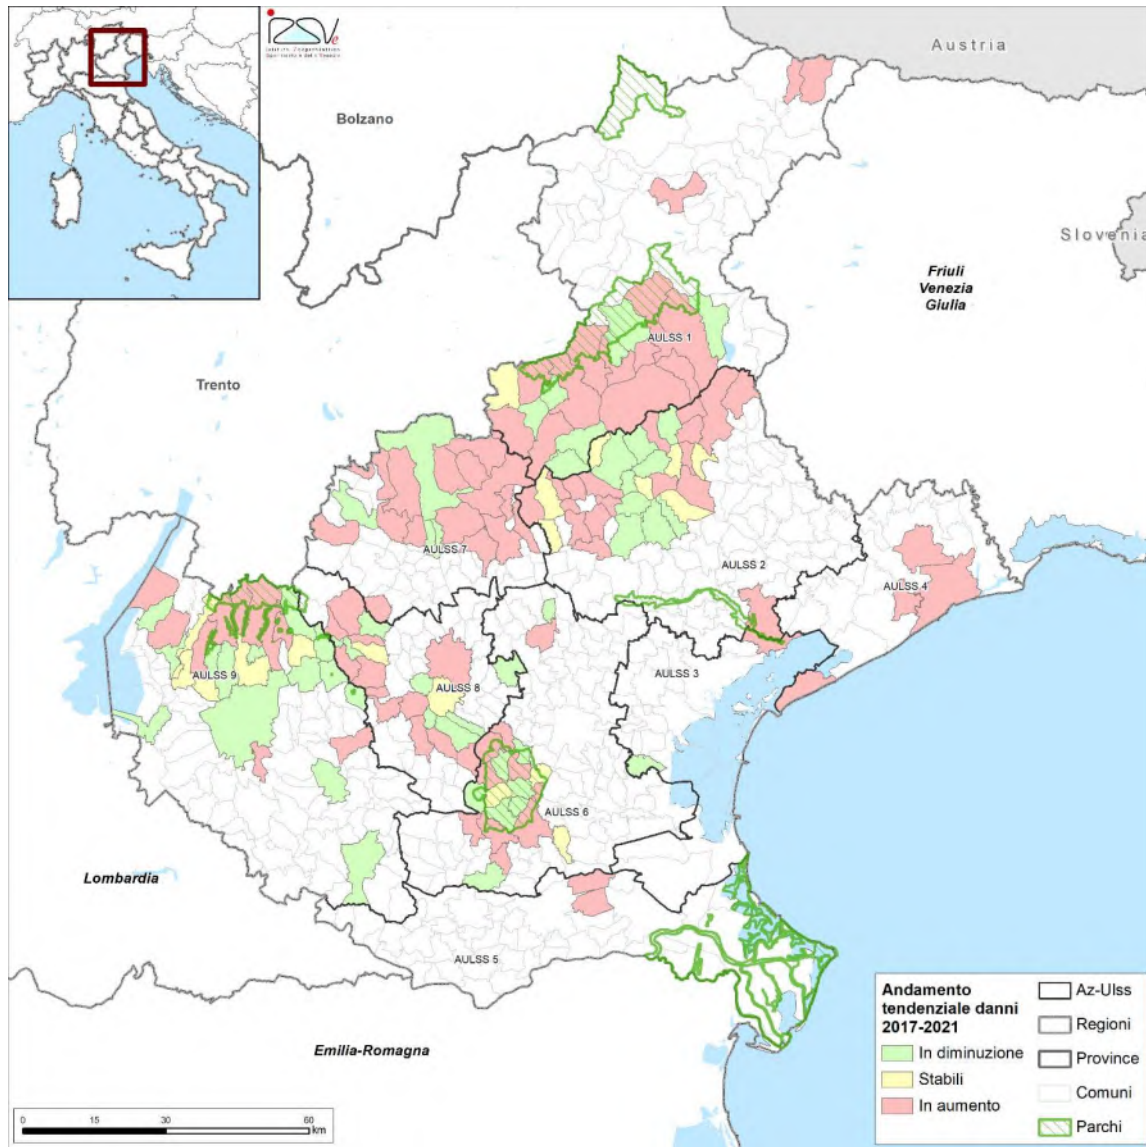 Austria
Bolzano
Slovenia
Friuli
Venezia
Giulia
AULSS 1
Trento
AULSS 7
AULSS 2
AULSS 4
AULSS 3
AULSS 9
AULSS 8
AULSS 6
Lombardia
AULSS 5
Emilia-Romagna
Andamento
tendenziale danni
2017-2021
In diminuzione
Stabili
In aumento
Az-Ulss
Regioni
Province
Comuni
Parchi
0 15 30 60
km